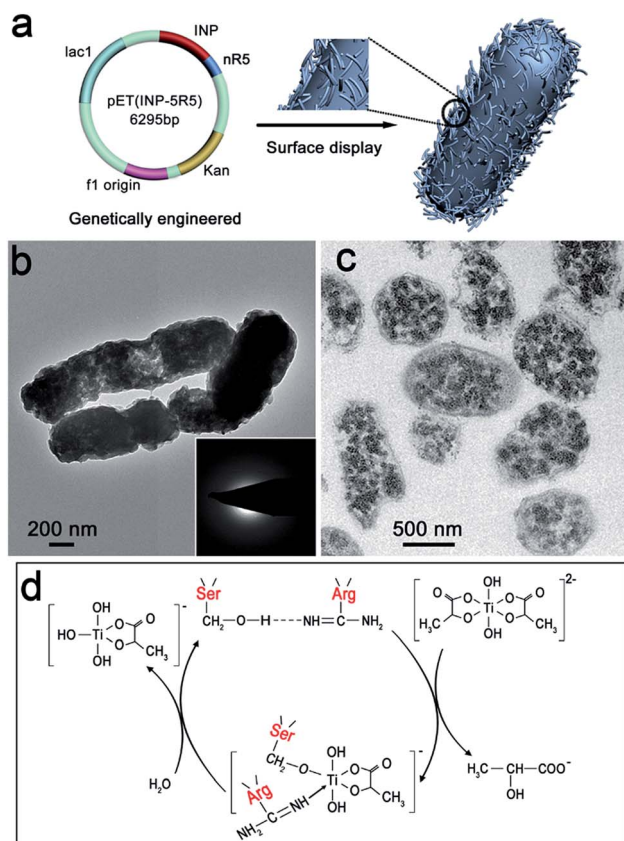 a
INP
lac1
nR5
pET(INP-5R5)
6295bp
Kan
f1 origin
Surface display
Genetically engineered
b
c
200 nm
500 nm
d
Ser
Arg
CH₂—O—H----NH=C—NH₂
OH
HO—Ti
O
O
O
CH₃
OH
-
OH
O
O
Ti
O
O
O
O
H₃C
CH₃
OH
2-
H₂O
Ser
CH₂
O
OH
Ti
O
O
O
CH₃
OH
-
Arg
NH₂—C=NH
H₃C—CH—COO⁻
OH